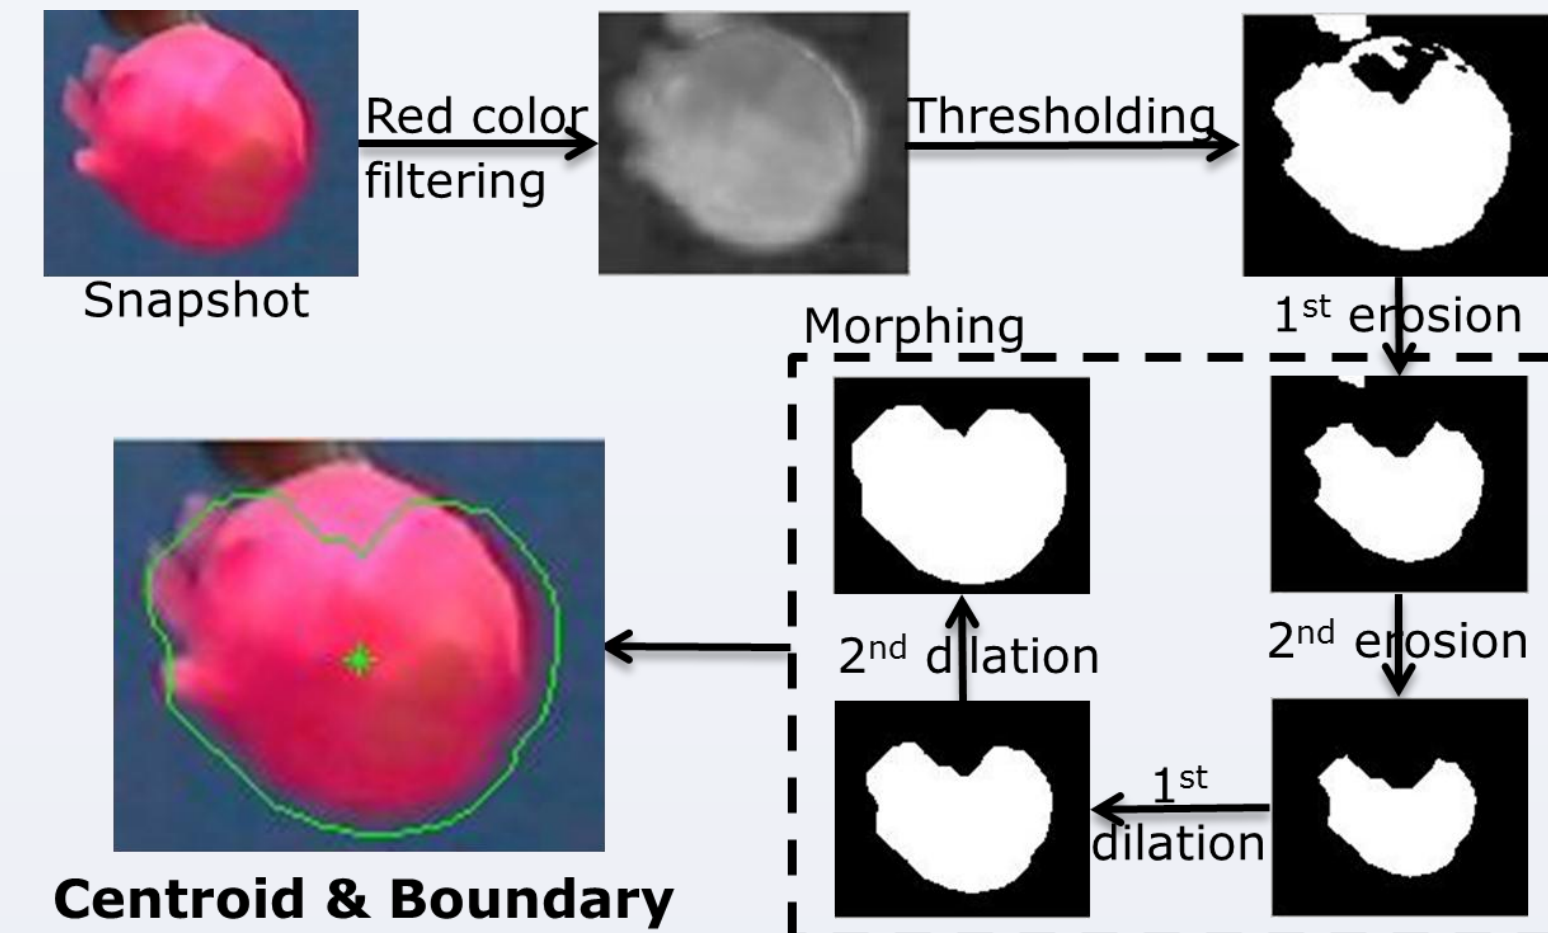 Red color
filtering
Thresholding
Snapshot
1st erosion
Morphing
2nd erosion
2nd dilation
1st
dilation
Centroid & Boundary